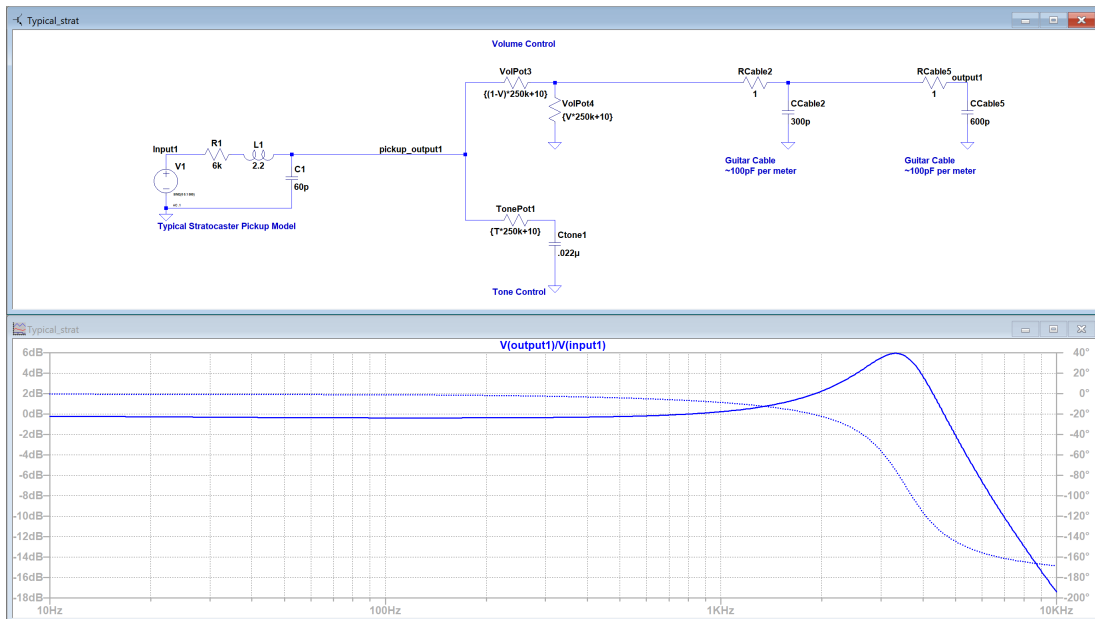 Typical_strat
Volume Control
VolPot3
{(1-V)*250k+10}
VolPot4
{V*250k+10}
RCable2
1
CCable2
300p
RCable5
1
output1
CCable5
600p
Guitar Cable
~100pF per meter
Guitar Cable
~100pF per meter
Input1
V1
R1
6k
L1
2.2
C1
60p
pickup_output1
Typical Stratocaster Pickup Model
TonePot1
{T*250k+10}
Ctone1
.022µ
Tone Control
Typical_strat
V(output1)/V(input1)
6dB
4dB
2dB
0dB
-2dB
-4dB
-6dB
-8dB
-10dB
-12dB
-14dB
-16dB
-18dB
40°
20°
0°
-20°
-40°
-60°
-80°
-100°
-120°
-140°
-160°
-180°
-200°
10Hz
100Hz
1KHz
10KHz